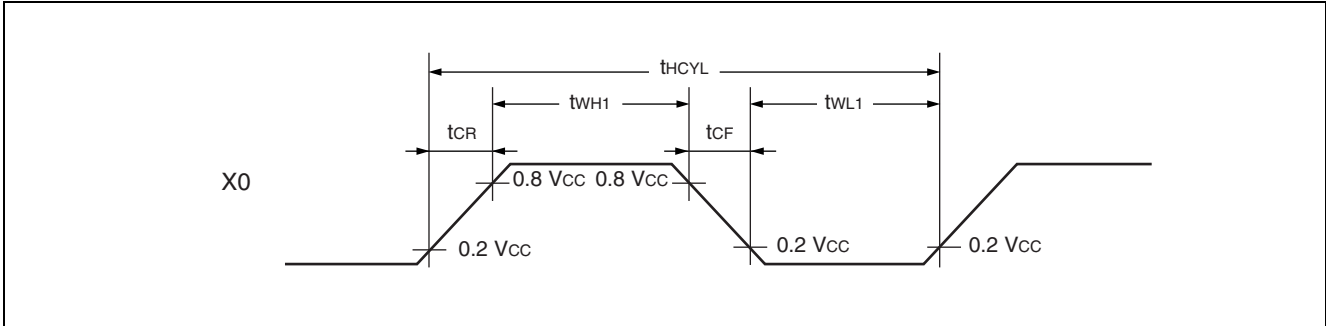 tHCYL
tWH1 tWL1
tCR tCF
X0 0.8 VCC 0.8 VCC
0.2 VCC 0.2 VCC 0.2 VCC